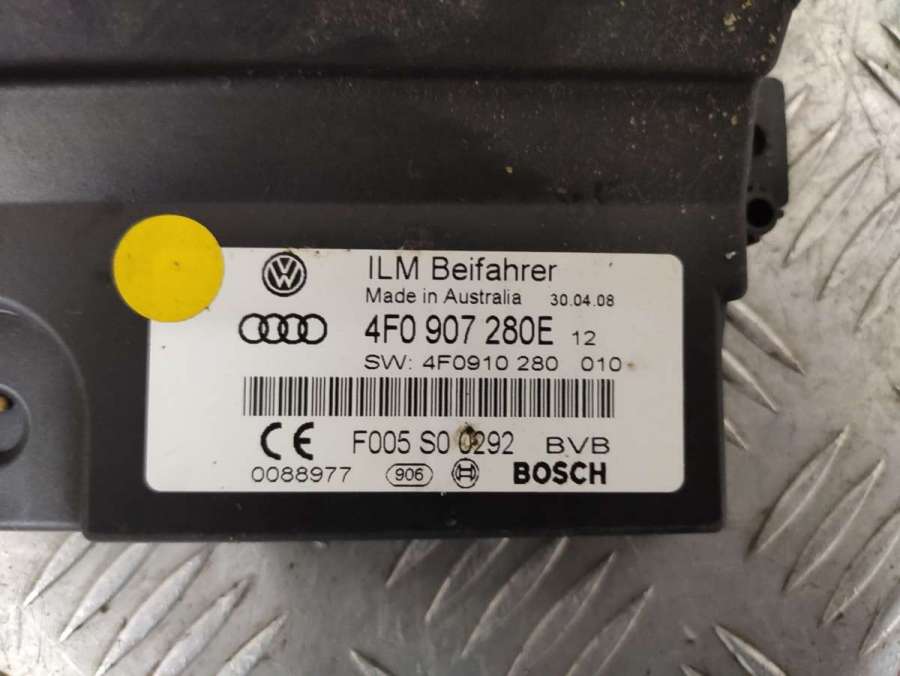 ILM Beifahrer
Made in Australia 30.04.08
4F0 907 280E 12
SW: 4F0910 280 010
CE F005 S0 0292 BVB
0088977 906 BOSCH